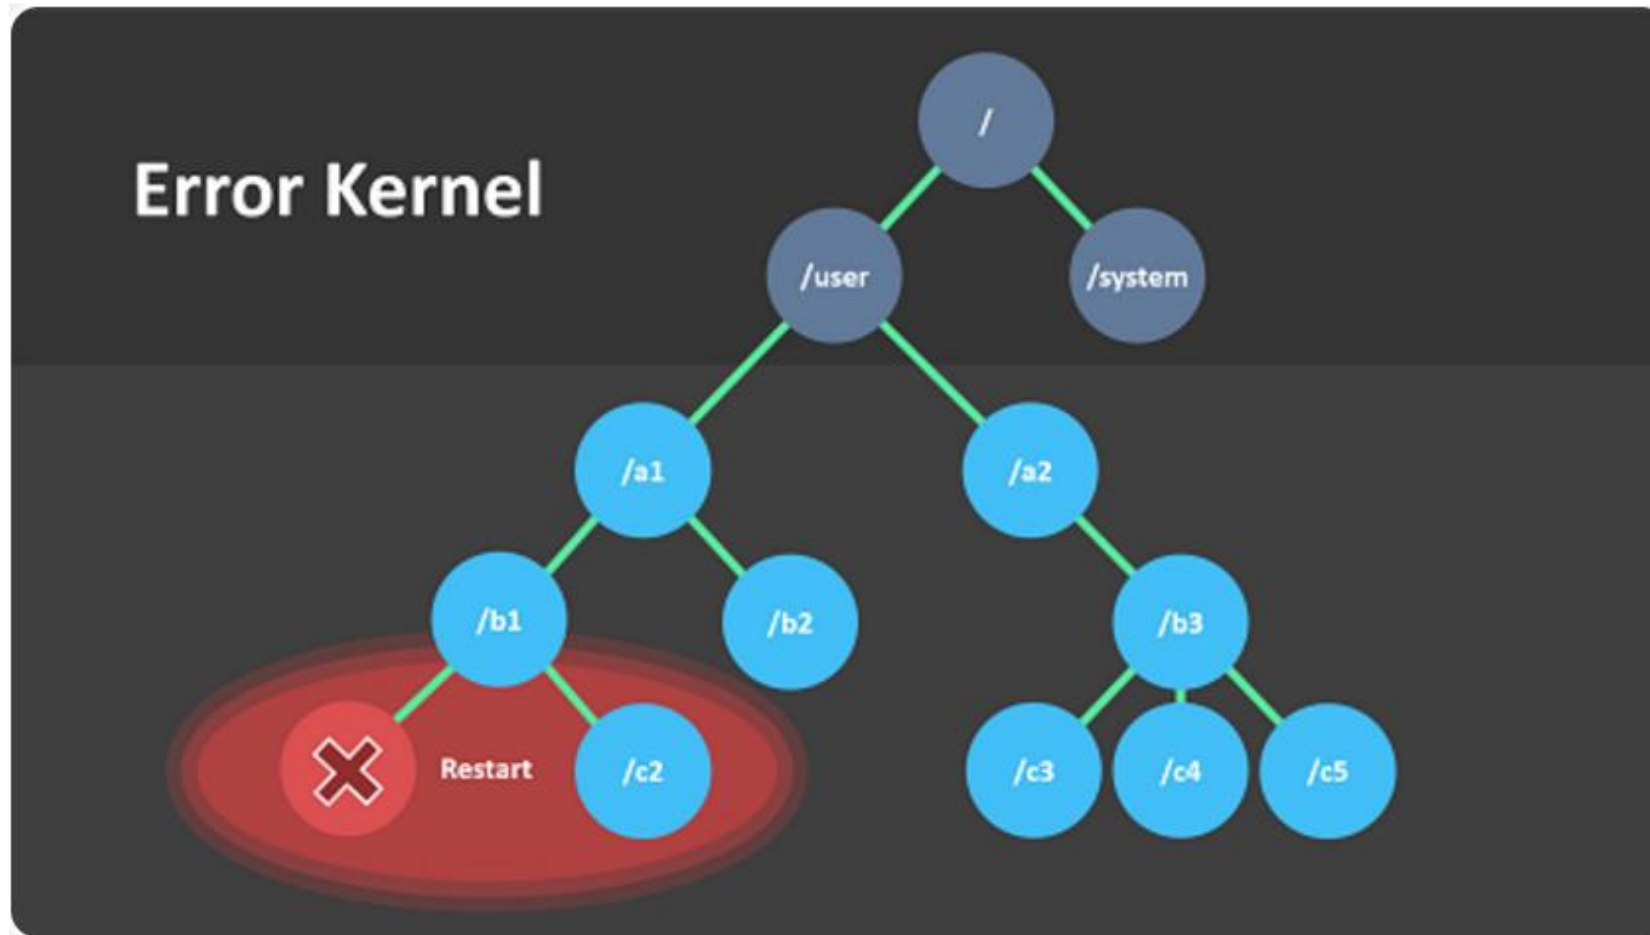 /
Error Kernel
/user
/system
/a1
/a2
/b1
/b2
/b3
Restart
/c2
/c3
/c4
/c5